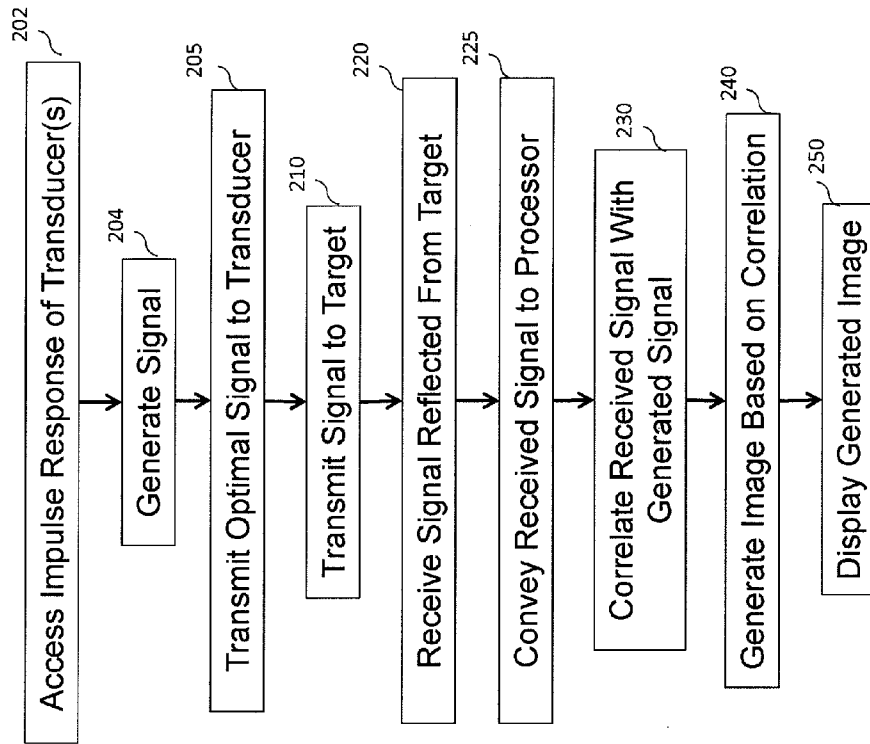 Access Impulse Response of Transducer(s)
202
Generate Signal
204
Transmit Optimal Signal to Transducer
205
Transmit Signal to Target
210
Receive Signal Reflected From Target
220
Convey Received Signal to Processor
225
Correlate Received Signal With
Generated Signal
230
Generate Image Based on Correlation
240
Display Generated Image
250